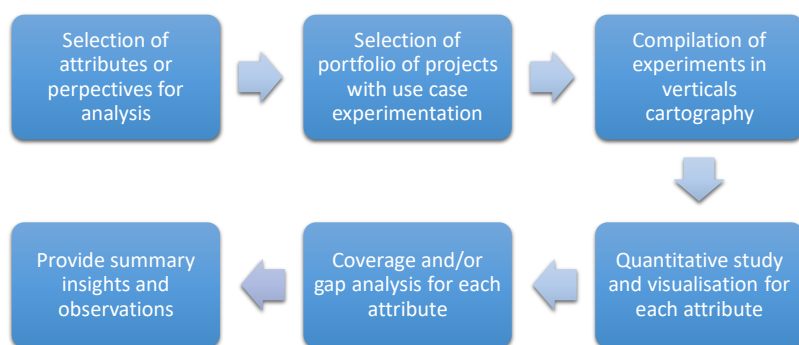 Selection of
attributes or
perpectives for
analysis
Selection of
portfolio of projects
with use case
experimentation
Compilation of
experiments in
verticals
cartography
Quantitative study
and visualisation for
each attribute
Coverage and/or
gap analysis for each
attribute
Provide summary
insights and
observations